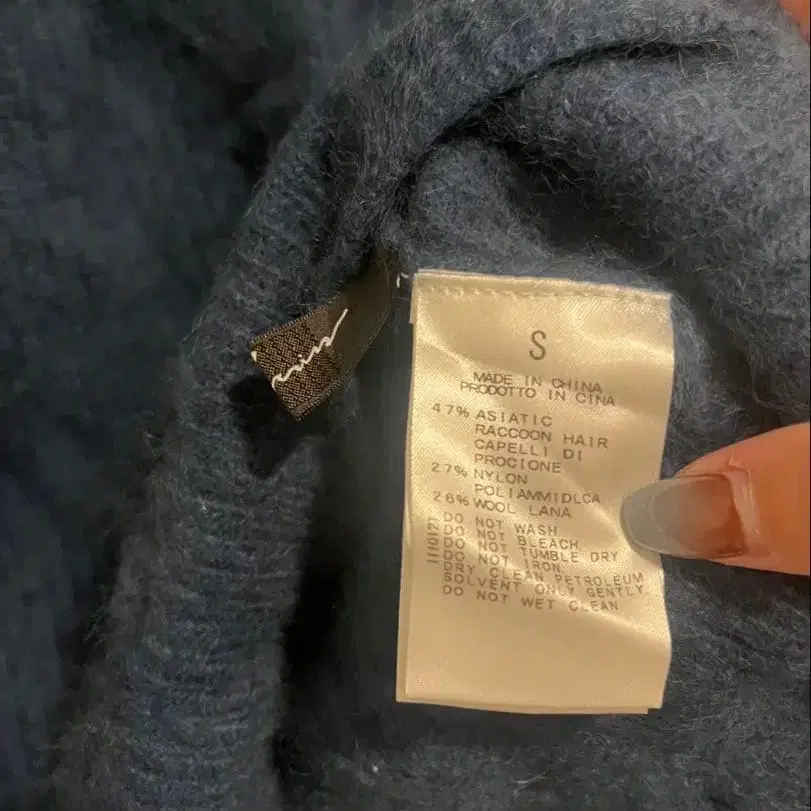 S
MADE IN CHINA
PRODOTTO IN CINA
47% ASIATIC
RACCOON HAIR
CAPELLI DI
PROCIONE
27% NYLON
POLIAMMIDLCA
26% WOOL LANA
DO NOT WASH
DO NOT BLEACH
DO NOT TUMBLE DRY
DO NOT IRON
DRY CLEAN PETROLEUM
SOLVENT ONLY GENTLY.
DO NOT WET CLEAN